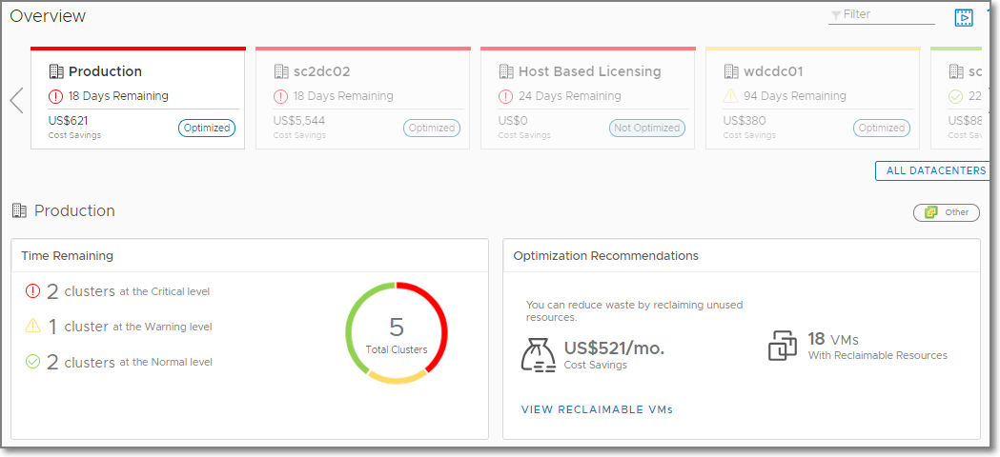 Overview
Filter
Production
18 Days Remaining
US$621
Cost Savings
Optimized
sc2dc02
18 Days Remaining
US$5,544
Cost Savings
Optimized
Host Based Licensing
24 Days Remaining
US$0
Cost Savings
Not Optimized
wdcdc01
94 Days Remaining
US$380
Cost Savings
Optimized
sc
22
US$88
Cost Savin
ALL DATACENTERS
Production
Other
Time Remaining
2 clusters at the Critical level
1 cluster at the Warning level
2 clusters at the Normal level
5
Total Clusters
Optimization Recommendations
You can reduce waste by reclaiming unused
resources.
US$521/mo.
Cost Savings
18 VMs
With Reclaimable Resources
VIEW RECLAIMABLE VMs